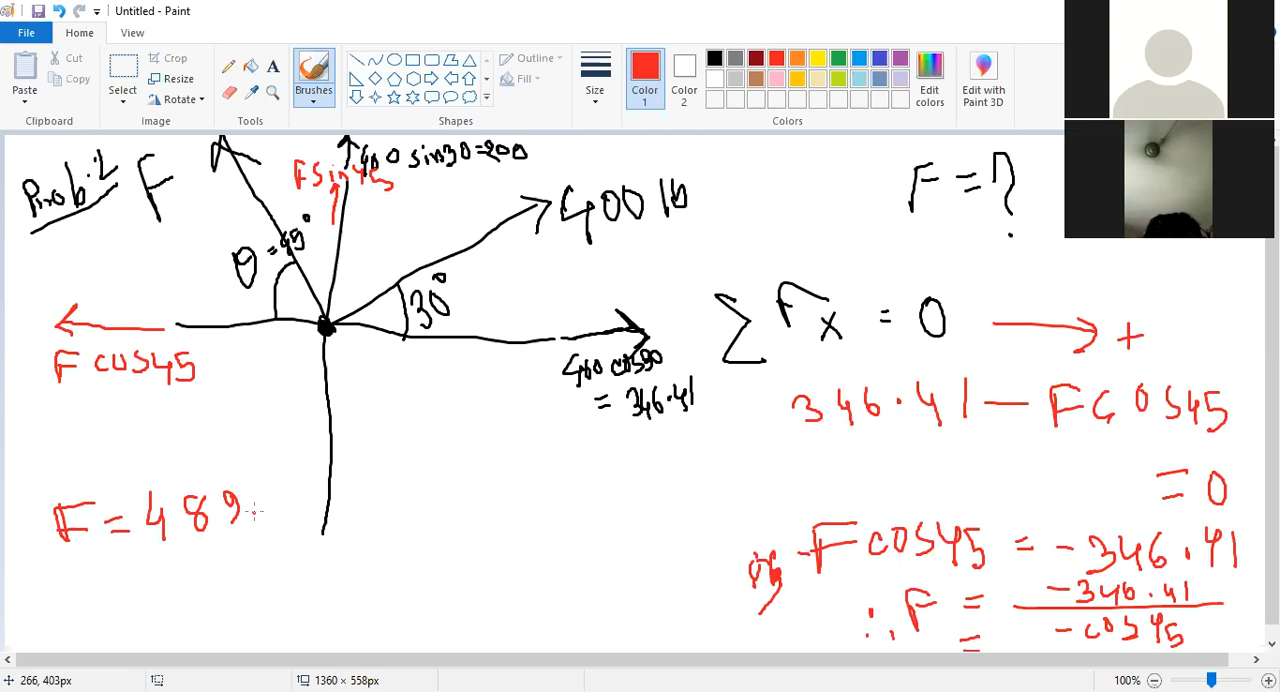 Untitled - Paint
File
Home
View
Paste
Cut
Copy
Clipboard
Select
Crop
Resize
Rotate
Image
Tools
Brushes
Outline
Fill
Shapes
Size
Color 1
Color 2
Edit colors
Edit with Paint 3D
Colors
Prob.2
F
F sin45
400 sin30=200
400 lb
F = ?
θ = 45°
30°
F cos45
400 cos30
= 346.41
∑Fx = 0
+
346.41 — F cos45
= 0
F = 489
-F cos45 = -346.41
∴ F = -346.41
-cos45
=
266, 403px
1360 × 558px
100%